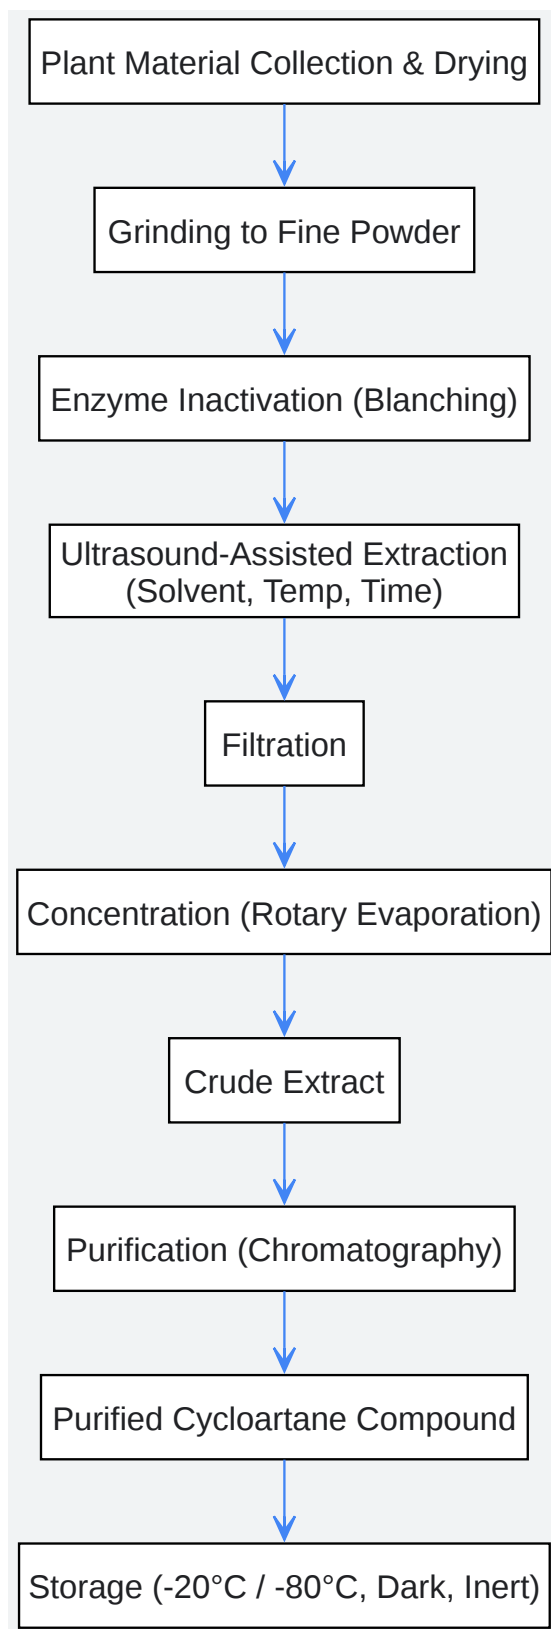 Plant Material Collection & Drying
Grinding to Fine Powder
Enzyme Inactivation (Blanching)
Ultrasound-Assisted Extraction
(Solvent, Temp, Time)
Filtration
Concentration (Rotary Evaporation)
Crude Extract
Purification (Chromatography)
Purified Cycloartane Compound
Storage (-20°C / -80°C, Dark, Inert)